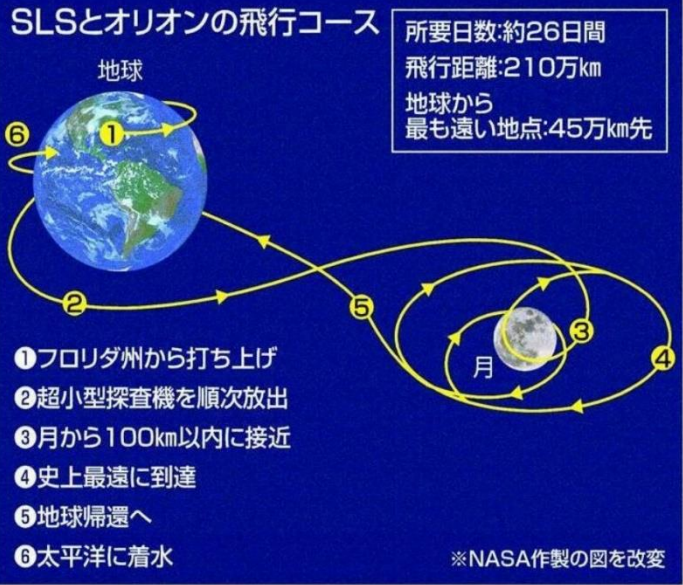 SLSとオリオンの飛行コース
所要日数:約26日間
飛行距離:210万km
地球から
最も遠い地点:45万km先
地球
①
⑥
②
⑤
③
④
月
❶フロリダ州から打ち上げ
❷超小型探査機を順次放出
❸月から100km以内に接近
❹史上最遠に到達
❺地球帰還へ
❻太平洋に着水
※NASA作製の図を改変